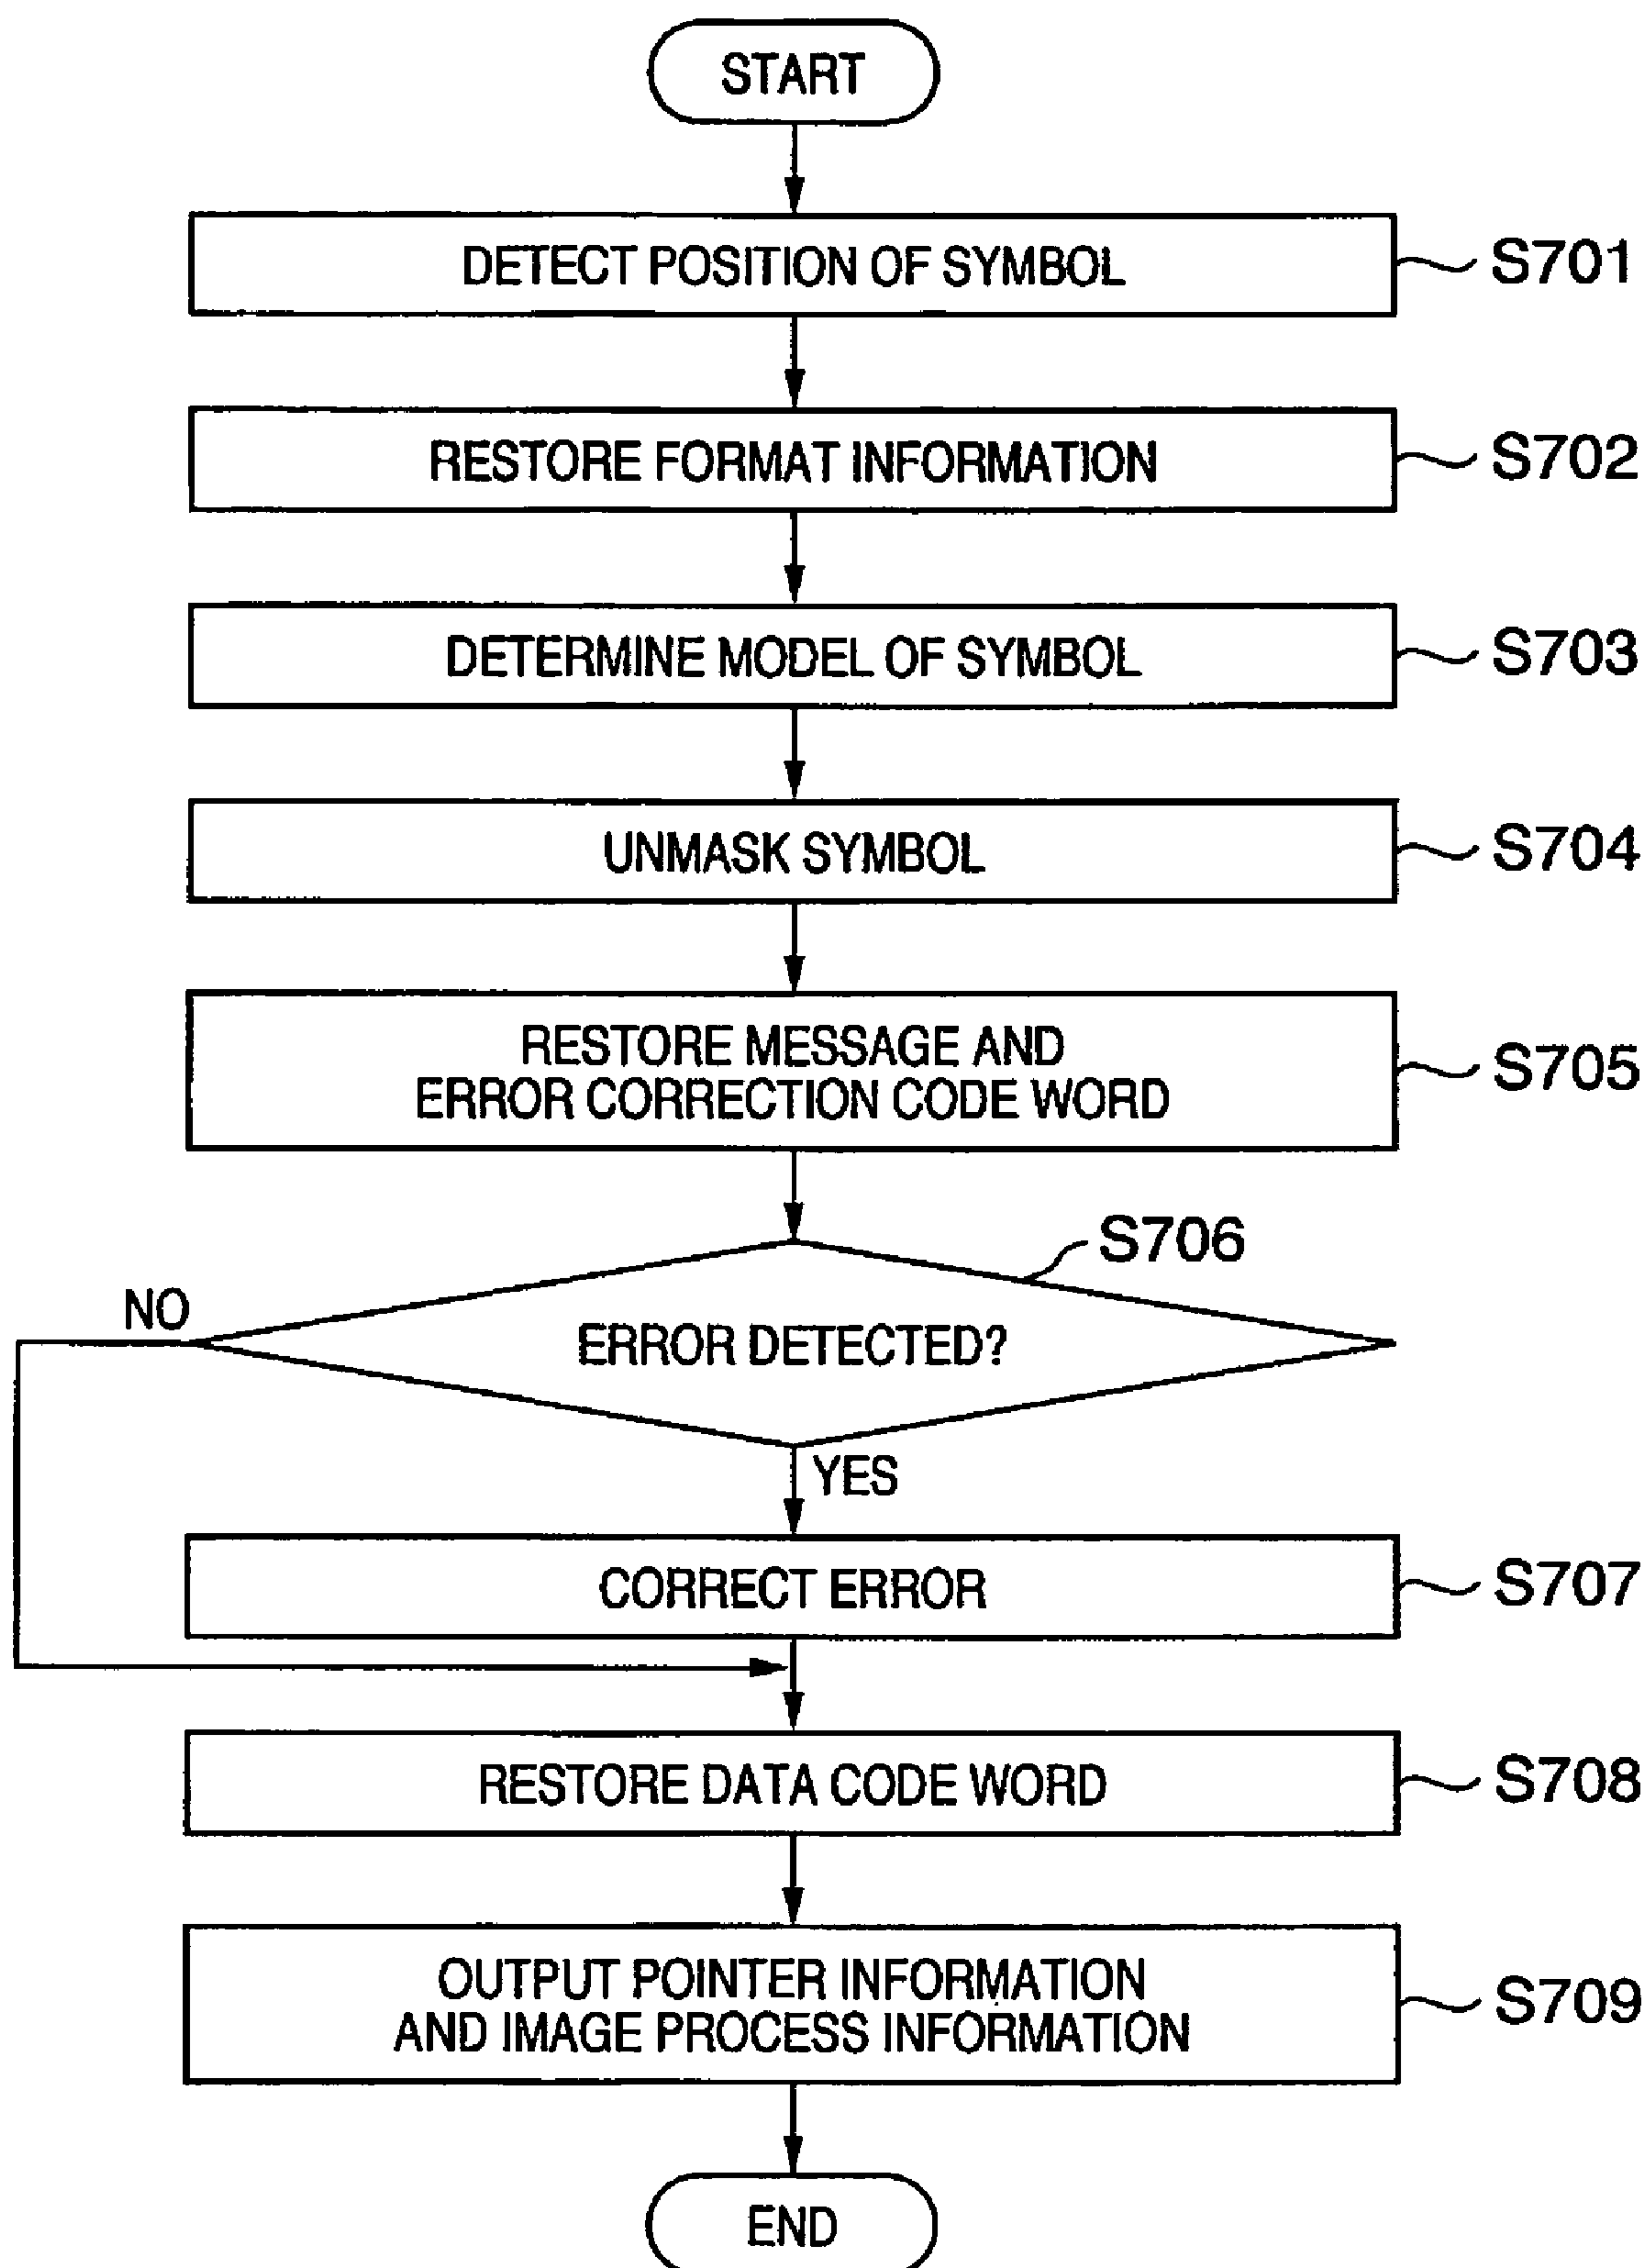 START
DETECT POSITION OF SYMBOL
S701
RESTORE FORMAT INFORMATION
S702
DETERMINE MODEL OF SYMBOL
S703
UNMASK SYMBOL
S704
RESTORE MESSAGE AND
ERROR CORRECTION CODE WORD
S705
S706
NO
ERROR DETECTED?
YES
CORRECT ERROR
S707
RESTORE DATA CODE WORD
S708
OUTPUT POINTER INFORMATION
AND IMAGE PROCESS INFORMATION
S709
END